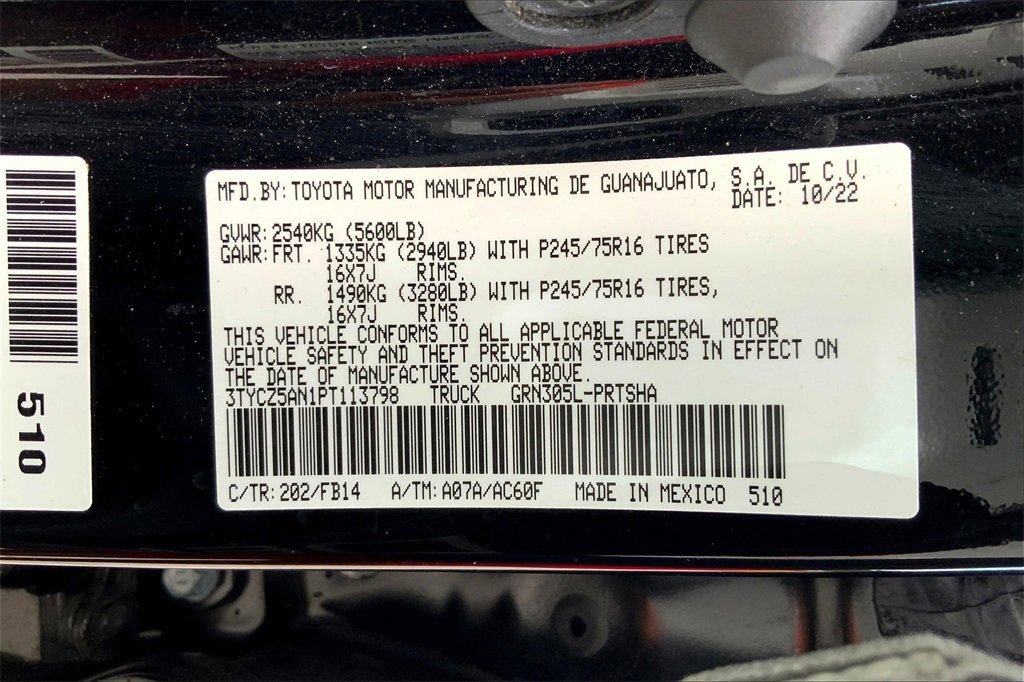 MFD.BY:TOYOTA MOTOR MANUFACTURING DE GUANAJUATO, S.A. DE C.V.
DATE: 10/22
GVWR:2540KG (5600LB)
GAWR:FRT. 1335KG (2940LB) WITH P245/75R16 TIRES
16X7J RIMS.
RR. 1490KG (3280LB) WITH P245/75R16 TIRES,
16X7J RIMS.
THIS VEHICLE CONFORMS TO ALL APPLICABLE FEDERAL MOTOR
VEHICLE SAFETY AND THEFT PREVENTION STANDARDS IN EFFECT ON
THE DATE OF MANUFACTURE SHOWN ABOVE.
3TYCZ5AN1PT113798 TRUCK GRN305L-PRTSHA
C/TR:202/FB14 A/TM:A07A/AC60F MADE IN MEXICO 510
510